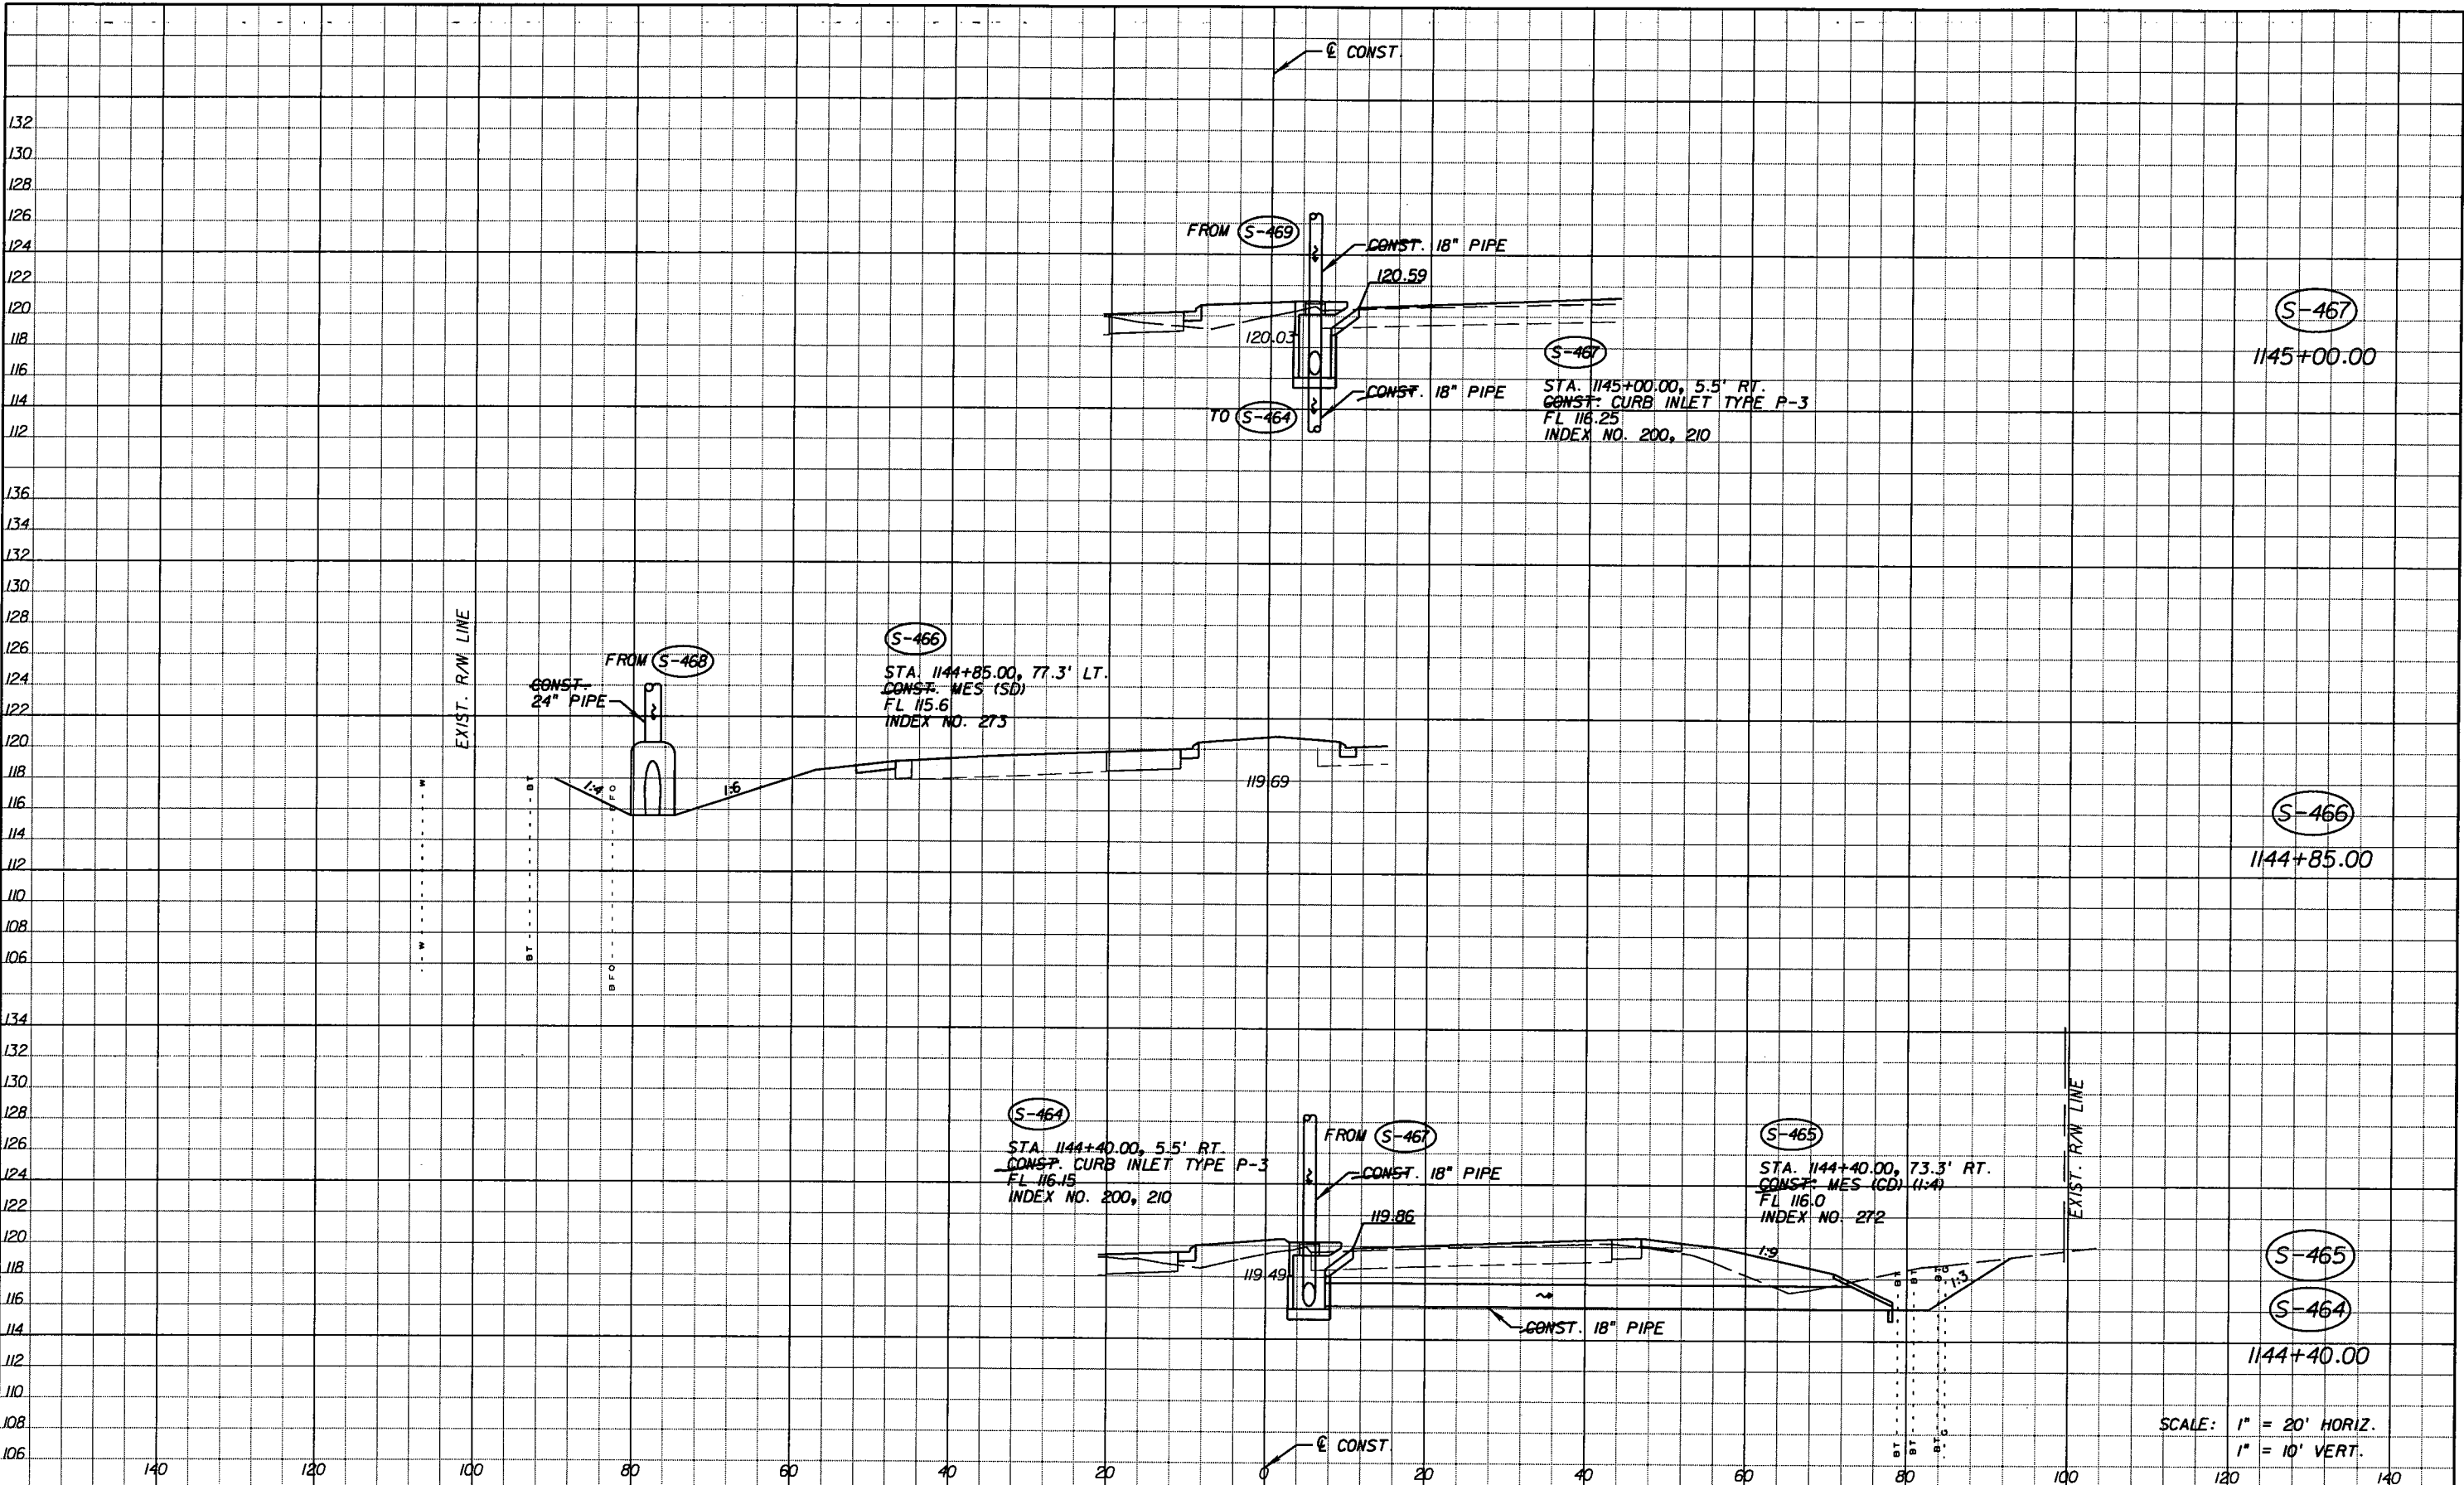 ℄ CONST.
132
130
128
126
124
122
120
118
116
114
112
FROM S-469
CONST. 18" PIPE
120.59
120.03
S-467
STA. 1145+00.00, 5.5' RT.
CONST. CURB INLET TYPE P-3
FL 116.25
INDEX NO. 200, 210
CONST. 18" PIPE
TO S-464
S-467
1145+00.00
136
134
132
130
128
126
124
122
120
118
116
114
112
110
108
106
EXIST. R/W LINE
FROM S-468
CONST.
24" PIPE
S-466
STA. 1144+85.00, 77.3' LT.
CONST. MES (SD)
FL 115.6
INDEX NO. 273
1:4
1:6
119.69
W
W
BT
BT
BFO
BFO
S-466
1144+85.00
134
132
130
128
126
124
122
120
118
116
114
112
110
108
106
S-464
STA. 1144+40.00, 5.5' RT.
CONST. CURB INLET TYPE P-3
FL 116.15
INDEX NO. 200, 210
FROM S-467
CONST. 18" PIPE
119.86
119.49
CONST. 18" PIPE
S-465
STA. 1144+40.00, 73.3' RT.
CONST. MES (CD) (1:4)
FL 116.0
INDEX NO. 272
1:9
1:3
EXIST. R/W LINE
BT
BT
BT
G
BT
BT
BT
G
S-465
S-464
1144+40.00
℄ CONST.
SCALE: 1" = 20' HORIZ.
1" = 10' VERT.
140 120 100 80 60 40 20 0 20 40 60 80 100 120 140